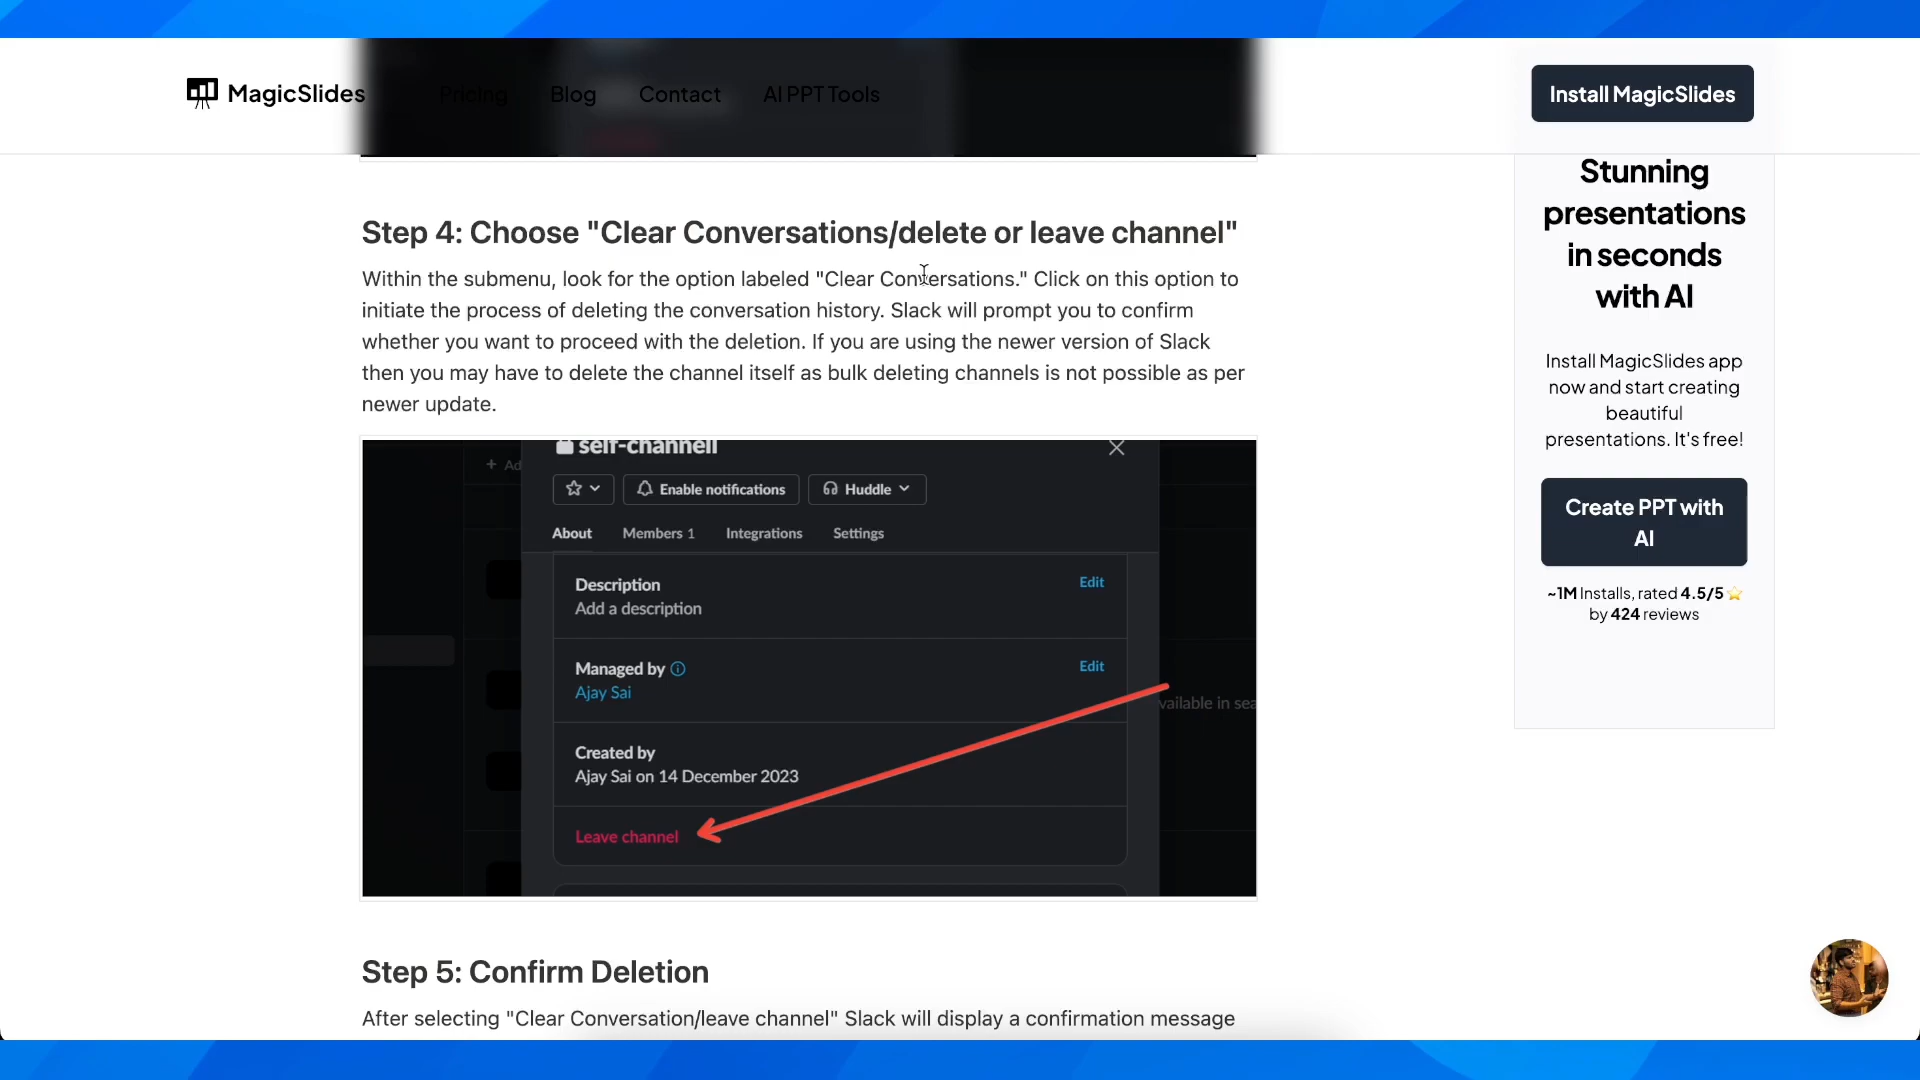 MagicSlides
Pricing
Blog
Contact
AI PPT Tools
Install MagicSlides
Step 4: Choose "Clear Conversations/delete or leave channel"
Within the submenu, look for the option labeled "Clear Conversations." Click on this option to
initiate the process of deleting the conversation history. Slack will prompt you to confirm
whether you want to proceed with the deletion. If you are using the newer version of Slack
then you may have to delete the channel itself as bulk deleting channels is not possible as per
newer update.
self-channell
+ Ad
Enable notifications
Huddle
About
Members 1
Integrations
Settings
Description
Edit
Add a description
Managed by
Edit
Ajay Sai
vailable in sea
Created by
Ajay Sai on 14 December 2023
Leave channel
Step 5: Confirm Deletion
After selecting "Clear Conversation/leave channel" Slack will display a confirmation message
Stunning
presentations
in seconds
with AI
Install MagicSlides app
now and start creating
beautiful
presentations. It's free!
Create PPT with
AI
~1M Installs, rated 4.5/5 ⭐
by 424 reviews